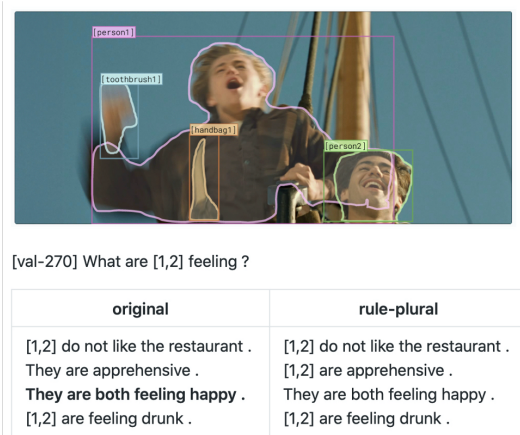 [person1]
[toothbrush1]
[handbag1]
[person2]
[val-270] What are [1,2] feeling ?
original
rule-plural
[1,2] do not like the restaurant .
They are apprehensive .
They are both feeling happy .
[1,2] are feeling drunk .
[1,2] do not like the restaurant .
[1,2] are apprehensive .
They are both feeling happy .
[1,2] are feeling drunk .